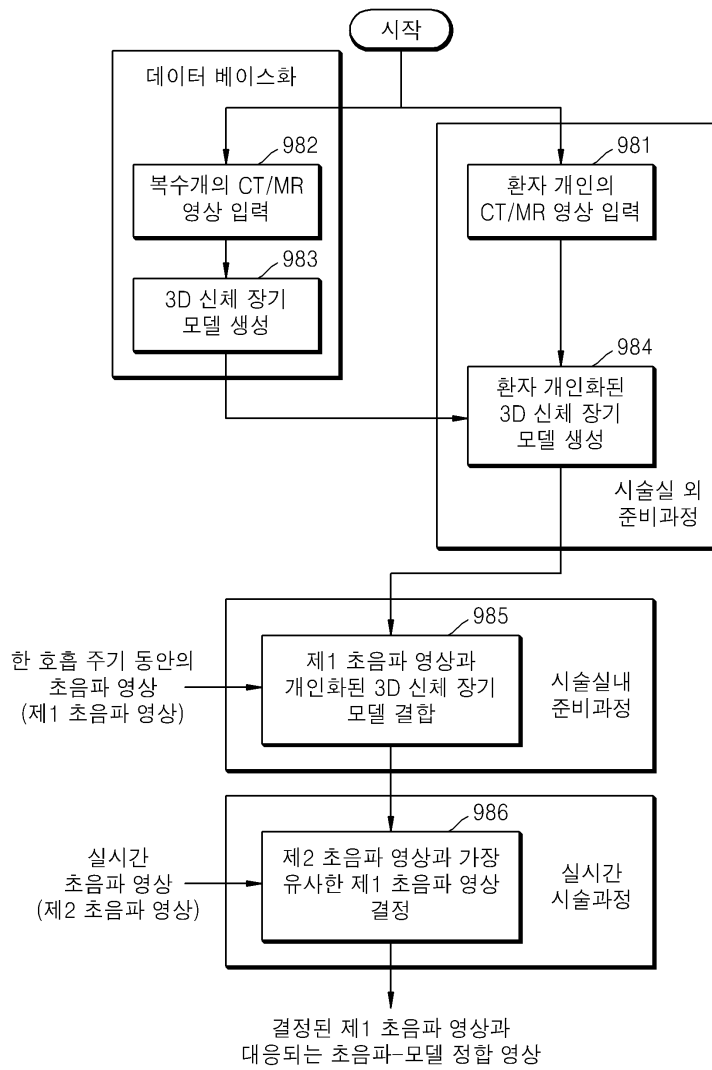 시작
데이터 베이스화
982
복수개의 CT/MR
영상 입력
983
3D 신체 장기
모델 생성
981
환자 개인의
CT/MR 영상 입력
984
환자 개인화된
3D 신체 장기
모델 생성
시술실 외
준비과정
한 호흡 주기 동안의
초음파 영상
(제1 초음파 영상)
985
제1 초음파 영상과
개인화된 3D 신체 장기
모델 결합
시술실내
준비과정
실시간
초음파 영상
(제2 초음파 영상)
986
제2 초음파 영상과 가장
유사한 제1 초음파 영상
결정
실시간
시술과정
결정된 제1 초음파 영상과
대응되는 초음파-모델 정합 영상